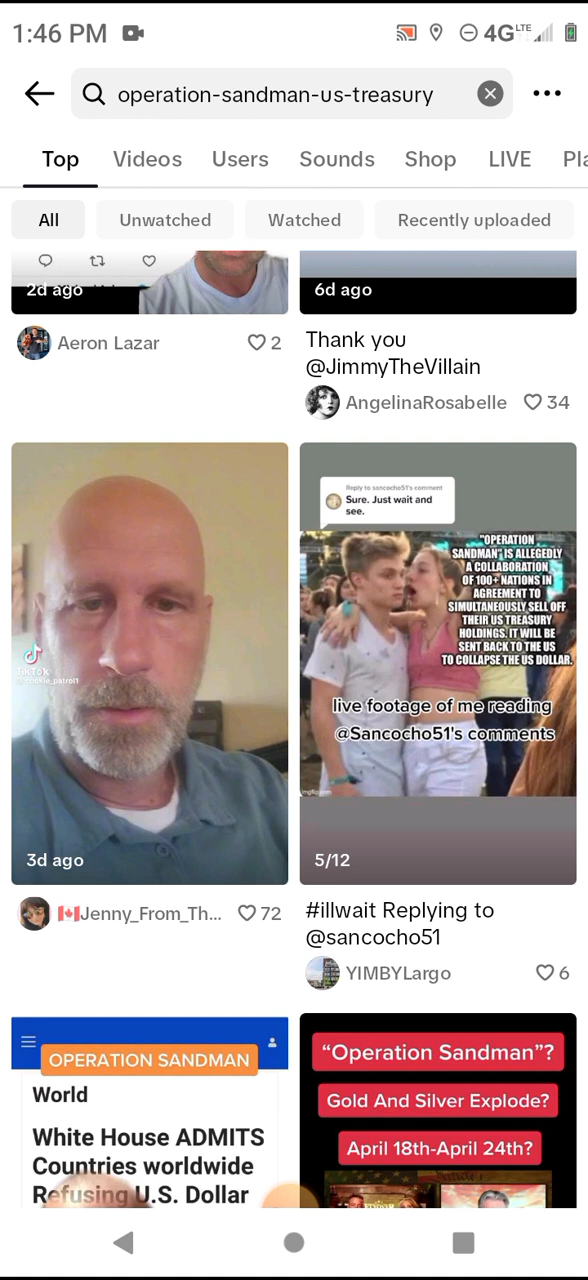 1:46 PM
4G LTE
operation-sandman-us-treasury
Top Videos Users Sounds Shop LIVE Pla
All Unwatched Watched Recently uploaded
2d ago
6d ago
Aeron Lazar 2
Thank you
@JimmyTheVillain
AngelinaRosabelle 34
TikTok
3d ago
Reply to sancocho51's comment
Sure. Just wait and
see.
"OPERATION
SANDMAN" IS ALLEGEDLY
A COLLABORATION
OF 100+ NATIONS IN
AGREEMENT TO
SIMULTANEOUSLY SELL OFF
THEIR US TREASURY
HOLDINGS. IT WILL BE
SENT BACK TO THE US
TO COLLAPSE THE US DOLLAR.
live footage of me reading
@Sancocho51's comments
imgflip.com
5/12
🇨🇦Jenny_From_Th... 72
#illwait Replying to
@sancocho51
YIMBYLargo 6
OPERATION SANDMAN
World
White House ADMITS
Countries worldwide
Refusing U.S. Dollar
"Operation Sandman"?
Gold And Silver Explode?
April 18th-April 24th?